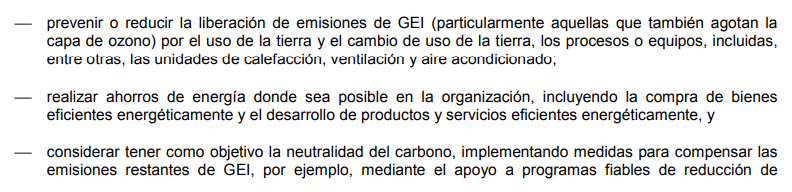 — prevenir o reducir la liberación de emisiones de GEI (particularmente aquellas que también agotan la
capa de ozono) por el uso de la tierra y el cambio de uso de la tierra, los procesos o equipos, incluidas,
entre otras, las unidades de calefacción, ventilación y aire acondicionado;
— realizar ahorros de energía donde sea posible en la organización, incluyendo la compra de bienes
eficientes energéticamente y el desarrollo de productos y servicios eficientes energéticamente, y
— considerar tener como objetivo la neutralidad del carbono, implementando medidas para compensar las
emisiones restantes de GEI, por ejemplo, mediante el apoyo a programas fiables de reducción de